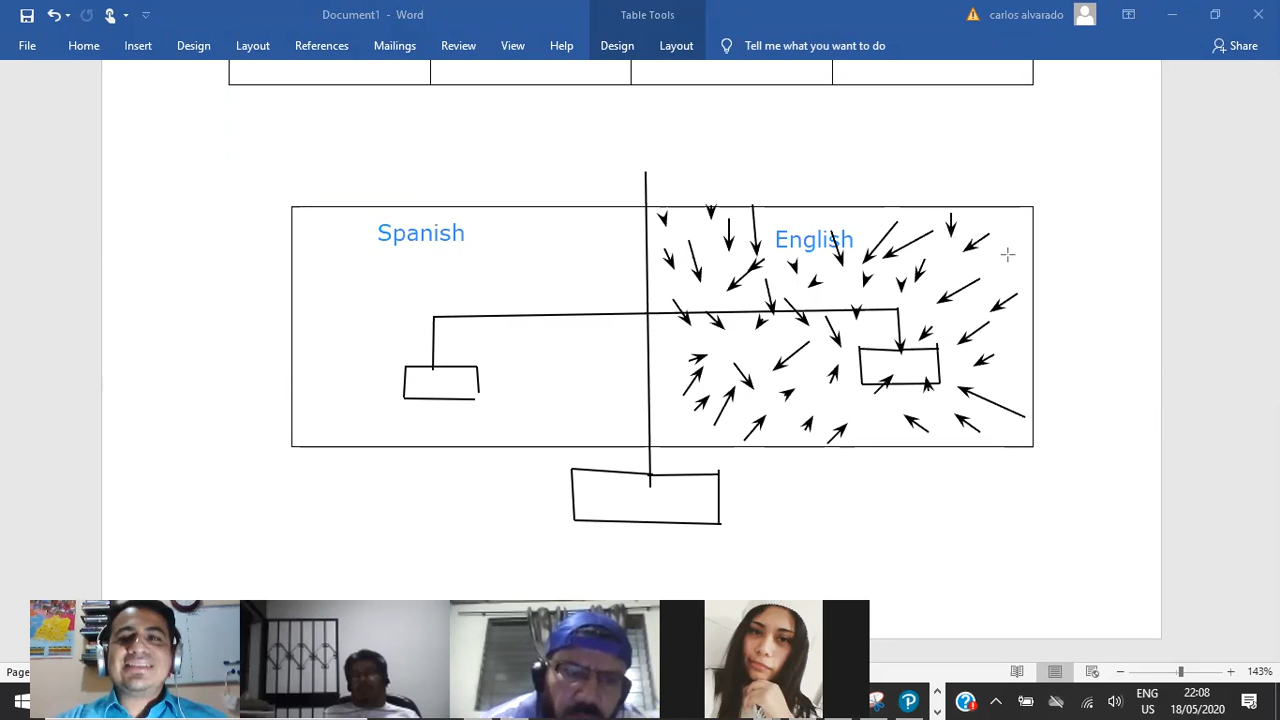 Document1 - Word
Table Tools
carlos alvarado
File Home Insert Design Layout References Mailings Review View Help Design Layout Tell me what you want to do Share
Spanish
English
Page
143%
ENG
US
22:08
18/05/2020